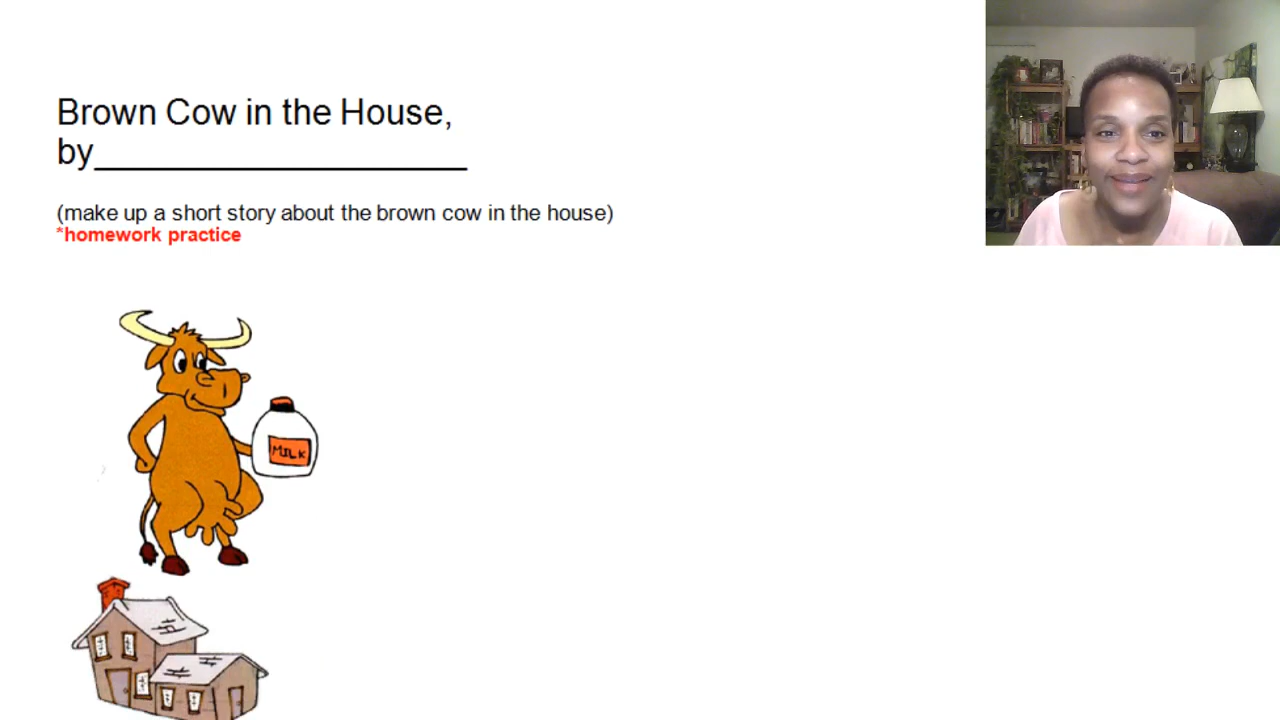 Brown Cow in the House,
by____________________
(make up a short story about the brown cow in the house)
*homework practice
MILK